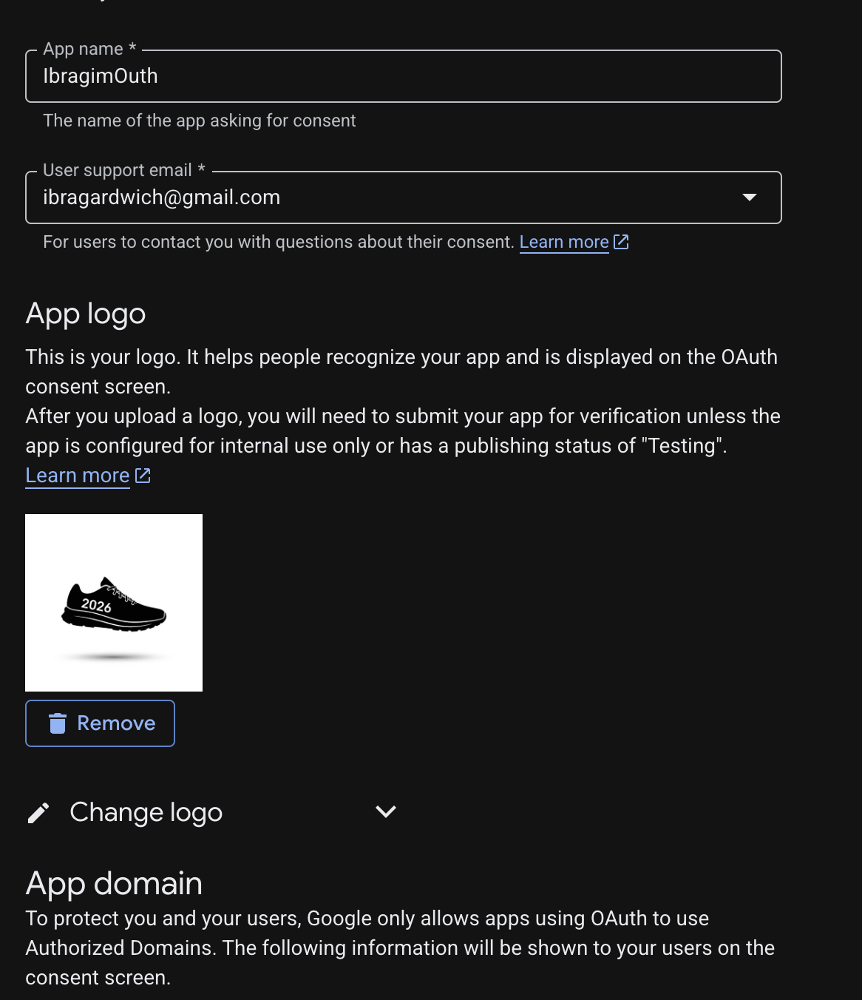 App name *
IbragimOuth
The name of the app asking for consent
User support email *
ibragardwich@gmail.com
For users to contact you with questions about their consent. Learn more
App logo
This is your logo. It helps people recognize your app and is displayed on the OAuth
consent screen.
After you upload a logo, you will need to submit your app for verification unless the
app is configured for internal use only or has a publishing status of "Testing".
Learn more
2026
Remove
Change logo
App domain
To protect you and your users, Google only allows apps using OAuth to use
Authorized Domains. The following information will be shown to your users on the
consent screen.